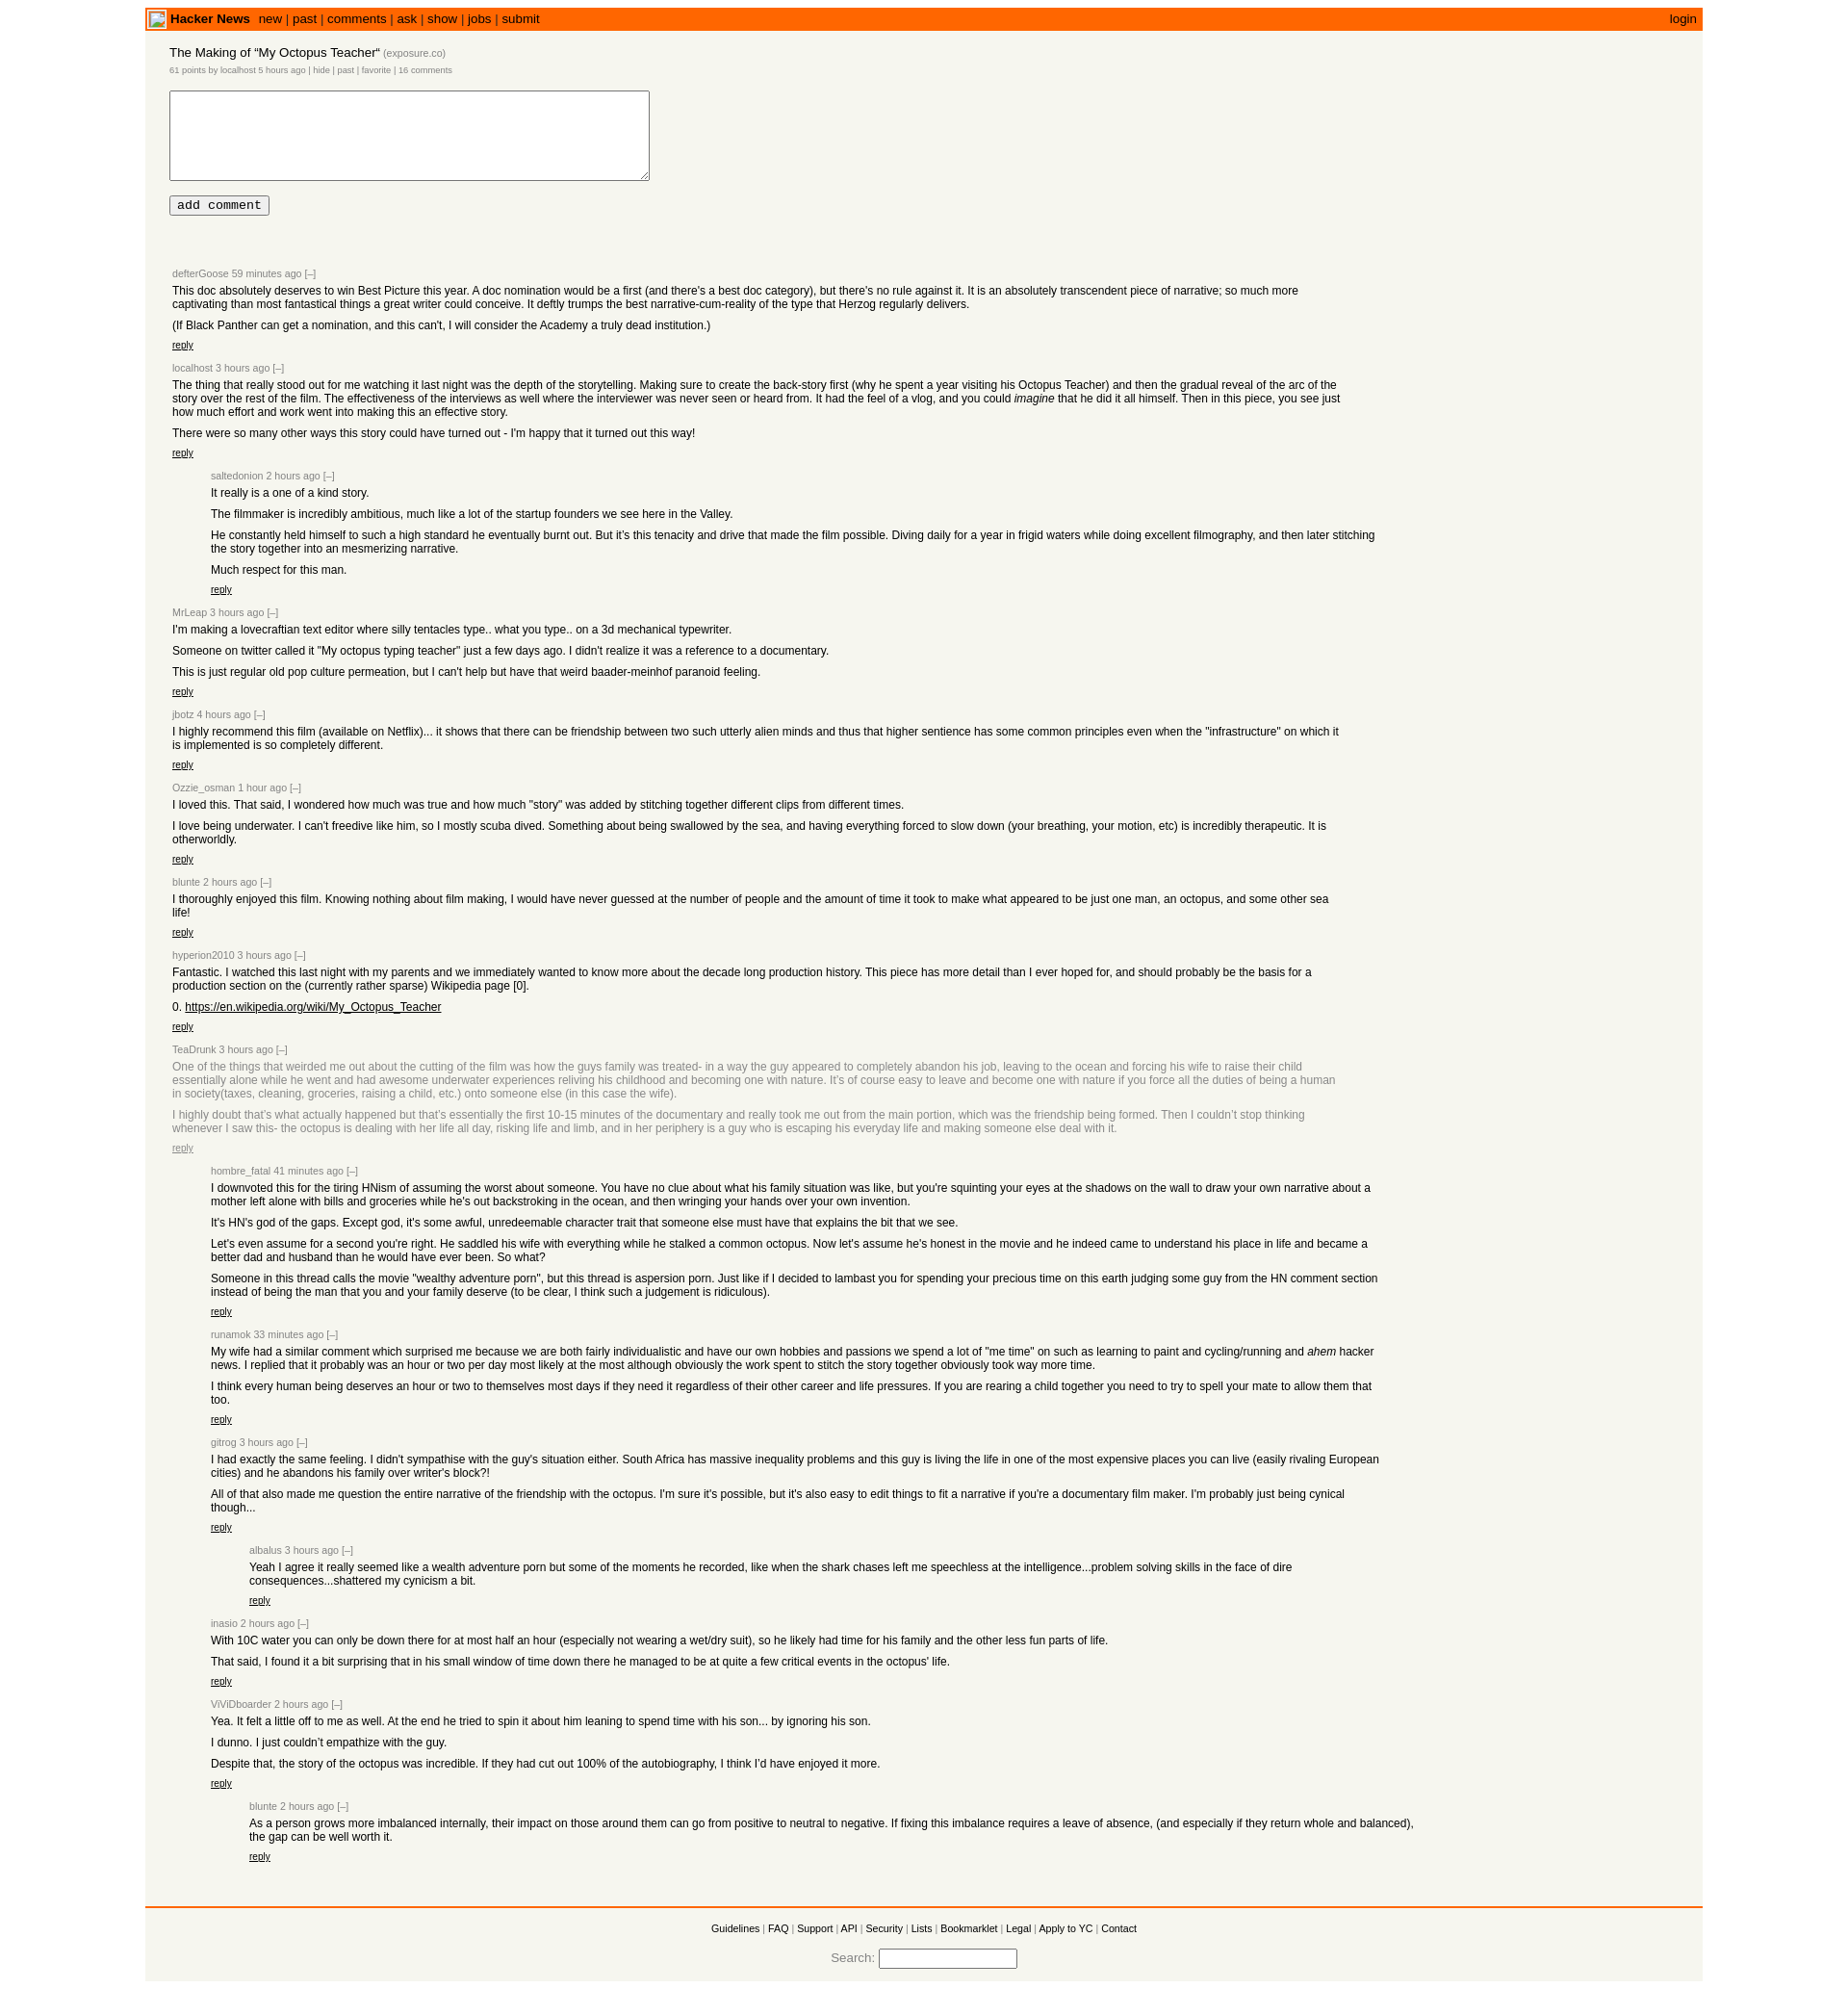 Hacker News new | past | comments | ask | show | jobs | submit login
The Making of “My Octopus Teacher“ (exposure.co)
61 points by localhost 5 hours ago | hide | past | favorite | 16 comments
add comment
defterGoose 59 minutes ago [–]
This doc absolutely deserves to win Best Picture this year. A doc nomination would be a first (and there's a best doc category), but there's no rule against it. It is an absolutely transcendent piece of narrative; so much more
captivating than most fantastical things a great writer could conceive. It deftly trumps the best narrative-cum-reality of the type that Herzog regularly delivers.
(If Black Panther can get a nomination, and this can't, I will consider the Academy a truly dead institution.)
reply
localhost 3 hours ago [–]
The thing that really stood out for me watching it last night was the depth of the storytelling. Making sure to create the back-story first (why he spent a year visiting his Octopus Teacher) and then the gradual reveal of the arc of the
story over the rest of the film. The effectiveness of the interviews as well where the interviewer was never seen or heard from. It had the feel of a vlog, and you could imagine that he did it all himself. Then in this piece, you see just
how much effort and work went into making this an effective story.
There were so many other ways this story could have turned out - I'm happy that it turned out this way!
reply
saltedonion 2 hours ago [–]
It really is a one of a kind story.
The filmmaker is incredibly ambitious, much like a lot of the startup founders we see here in the Valley.
He constantly held himself to such a high standard he eventually burnt out. But it’s this tenacity and drive that made the film possible. Diving daily for a year in frigid waters while doing excellent filmography, and then later stitching
the story together into an mesmerizing narrative.
Much respect for this man.
reply
MrLeap 3 hours ago [–]
I'm making a lovecraftian text editor where silly tentacles type.. what you type.. on a 3d mechanical typewriter.
Someone on twitter called it "My octopus typing teacher" just a few days ago. I didn't realize it was a reference to a documentary.
This is just regular old pop culture permeation, but I can't help but have that weird baader-meinhof paranoid feeling.
reply
jbotz 4 hours ago [–]
I highly recommend this film (available on Netflix)... it shows that there can be friendship between two such utterly alien minds and thus that higher sentience has some common principles even when the "infrastructure" on which it
is implemented is so completely different.
reply
Ozzie_osman 1 hour ago [–]
I loved this. That said, I wondered how much was true and how much "story" was added by stitching together different clips from different times.
I love being underwater. I can't freedive like him, so I mostly scuba dived. Something about being swallowed by the sea, and having everything forced to slow down (your breathing, your motion, etc) is incredibly therapeutic. It is
otherworldly.
reply
blunte 2 hours ago [–]
I thoroughly enjoyed this film. Knowing nothing about film making, I would have never guessed at the number of people and the amount of time it took to make what appeared to be just one man, an octopus, and some other sea
life!
reply
hyperion2010 3 hours ago [–]
Fantastic. I watched this last night with my parents and we immediately wanted to know more about the decade long production history. This piece has more detail than I ever hoped for, and should probably be the basis for a
production section on the (currently rather sparse) Wikipedia page [0].
0. https://en.wikipedia.org/wiki/My_Octopus_Teacher
reply
TeaDrunk 3 hours ago [–]
One of the things that weirded me out about the cutting of the film was how the guys family was treated- in a way the guy appeared to completely abandon his job, leaving to the ocean and forcing his wife to raise their child
essentially alone while he went and had awesome underwater experiences reliving his childhood and becoming one with nature. It’s of course easy to leave and become one with nature if you force all the duties of being a human
in society(taxes, cleaning, groceries, raising a child, etc.) onto someone else (in this case the wife).
I highly doubt that’s what actually happened but that’s essentially the first 10-15 minutes of the documentary and really took me out from the main portion, which was the friendship being formed. Then I couldn’t stop thinking
whenever I saw this- the octopus is dealing with her life all day, risking life and limb, and in her periphery is a guy who is escaping his everyday life and making someone else deal with it.
reply
hombre_fatal 41 minutes ago [–]
I downvoted this for the tiring HNism of assuming the worst about someone. You have no clue about what his family situation was like, but you're squinting your eyes at the shadows on the wall to draw your own narrative about a
mother left alone with bills and groceries while he's out backstroking in the ocean, and then wringing your hands over your own invention.
It's HN's god of the gaps. Except god, it's some awful, unredeemable character trait that someone else must have that explains the bit that we see.
Let's even assume for a second you're right. He saddled his wife with everything while he stalked a common octopus. Now let's assume he's honest in the movie and he indeed came to understand his place in life and became a
better dad and husband than he would have ever been. So what?
Someone in this thread calls the movie "wealthy adventure porn", but this thread is aspersion porn. Just like if I decided to lambast you for spending your precious time on this earth judging some guy from the HN comment section
instead of being the man that you and your family deserve (to be clear, I think such a judgement is ridiculous).
reply
runamok 33 minutes ago [–]
My wife had a similar comment which surprised me because we are both fairly individualistic and have our own hobbies and passions we spend a lot of "me time" on such as learning to paint and cycling/running and ahem hacker
news. I replied that it probably was an hour or two per day most likely at the most although obviously the work spent to stitch the story together obviously took way more time.
I think every human being deserves an hour or two to themselves most days if they need it regardless of their other career and life pressures. If you are rearing a child together you need to try to spell your mate to allow them that
too.
reply
gitrog 3 hours ago [–]
I had exactly the same feeling. I didn't sympathise with the guy's situation either. South Africa has massive inequality problems and this guy is living the life in one of the most expensive places you can live (easily rivaling European
cities) and he abandons his family over writer's block?!
All of that also made me question the entire narrative of the friendship with the octopus. I'm sure it's possible, but it's also easy to edit things to fit a narrative if you're a documentary film maker. I'm probably just being cynical
though...
reply
albalus 3 hours ago [–]
Yeah I agree it really seemed like a wealth adventure porn but some of the moments he recorded, like when the shark chases left me speechless at the intelligence...problem solving skills in the face of dire
consequences...shattered my cynicism a bit.
reply
inasio 2 hours ago [–]
With 10C water you can only be down there for at most half an hour (especially not wearing a wet/dry suit), so he likely had time for his family and the other less fun parts of life.
That said, I found it a bit surprising that in his small window of time down there he managed to be at quite a few critical events in the octopus' life.
reply
ViViDboarder 2 hours ago [–]
Yea. It felt a little off to me as well. At the end he tried to spin it about him leaning to spend time with his son... by ignoring his son.
I dunno. I just couldn’t empathize with the guy.
Despite that, the story of the octopus was incredible. If they had cut out 100% of the autobiography, I think I’d have enjoyed it more.
reply
blunte 2 hours ago [–]
As a person grows more imbalanced internally, their impact on those around them can go from positive to neutral to negative. If fixing this imbalance requires a leave of absence, (and especially if they return whole and balanced),
the gap can be well worth it.
reply
Guidelines | FAQ | Support | API | Security | Lists | Bookmarklet | Legal | Apply to YC | Contact
Search: